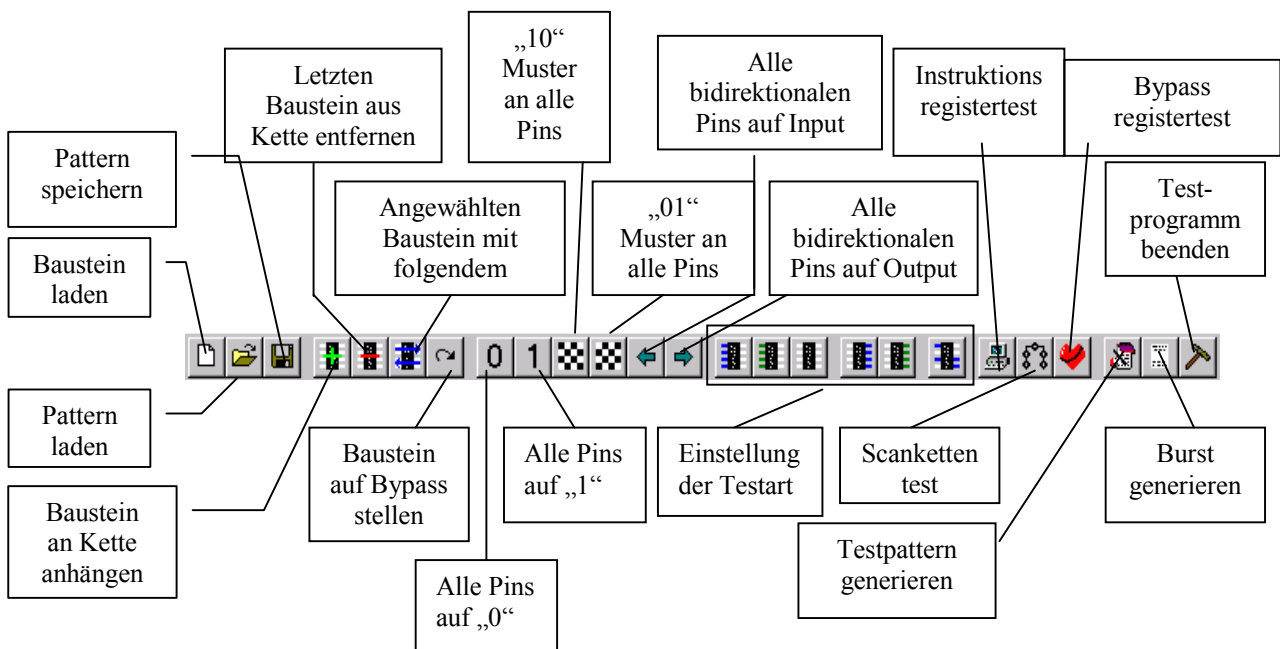 „10“
Muster
an alle
Pins
Letzten
Baustein aus
Kette entfernen
Alle
bidirektionalen
Pins auf Input
Instruktions
registertest
Bypass
registertest
Pattern
speichern
Angewählten
Baustein mit
folgendem
„01“
Muster an
alle Pins
Alle
bidirektionalen
Pins auf Output
Test-
programm
beenden
Baustein
laden
0
1
Pattern
laden
Baustein
auf Bypass
stellen
Alle Pins
auf „1“
Einstellung
der Testart
Scanketten
test
Burst
generieren
Baustein
an Kette
anhängen
Alle Pins
auf „0“
Testpattern
generieren